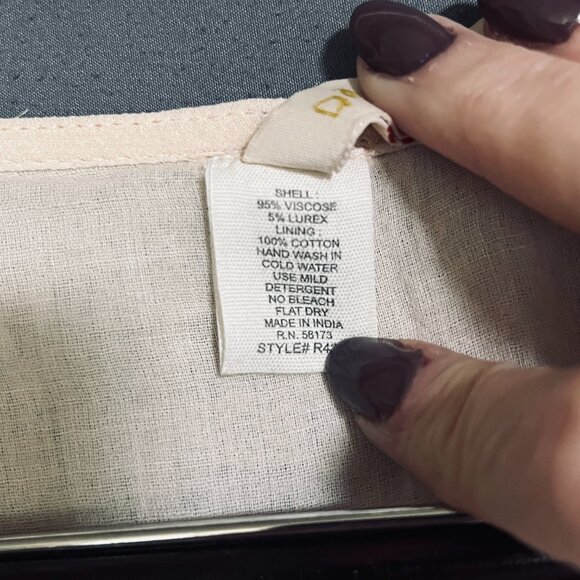 SHELL :
95% VISCOSE
5% LUREX
LINING :
100% COTTON
HAND WASH IN
COLD WATER
USE MILD
DETERGENT
NO BLEACH
FLAT DRY
MADE IN INDIA
R.N. 58173
STYLE#